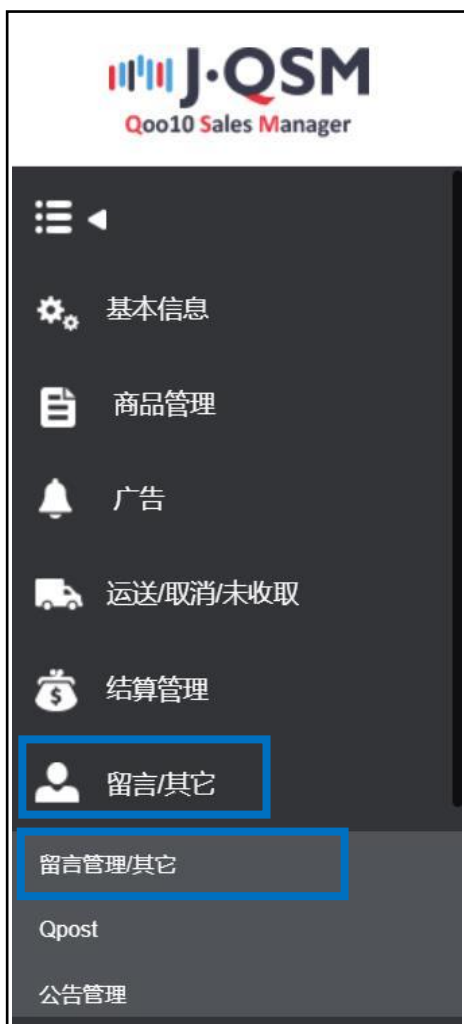 J·QSM
Qoo10 Sales Manager
基本信息
商品管理
广告
运送/取消/未收取
$
结算管理
留言/其它
留言管理/其它
Qpost
公告管理